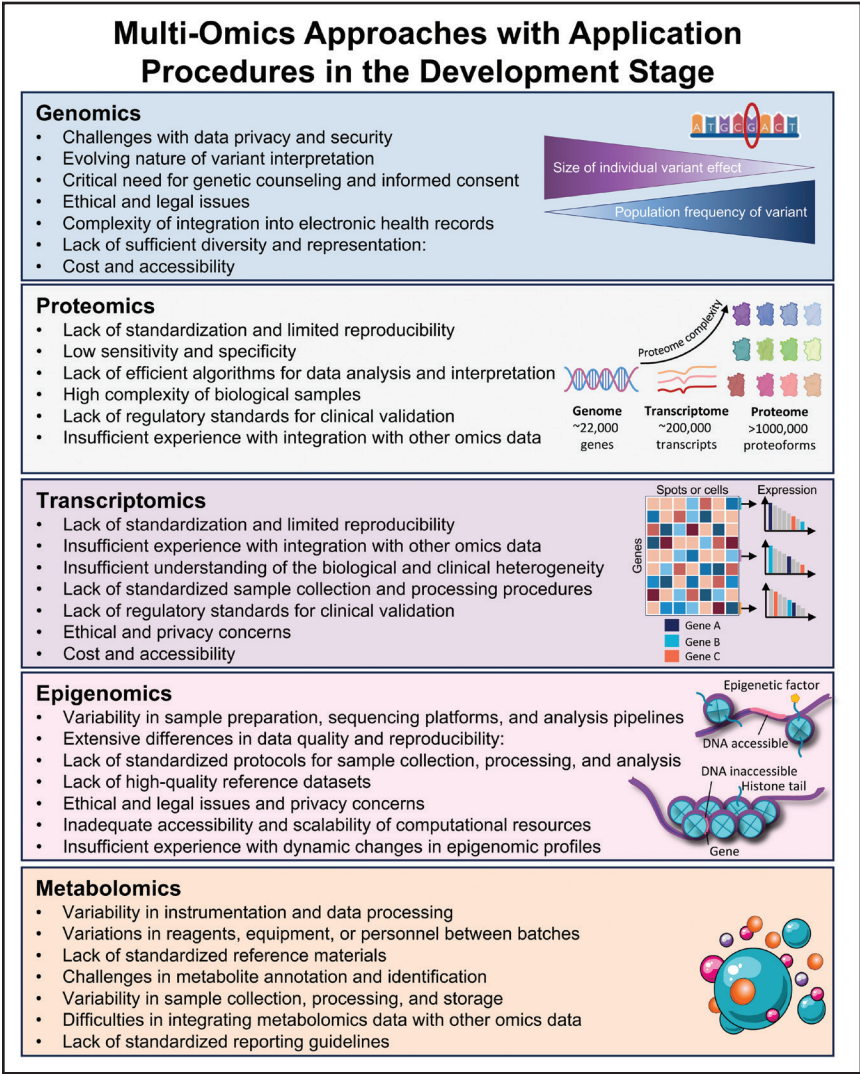 Multi-Omics Approaches with Application
Procedures in the Development Stage
Genomics
• Challenges with data privacy and security
• Evolving nature of variant interpretation
• Critical need for genetic counseling and informed consent
• Ethical and legal issues
• Complexity of integration into electronic health records
• Lack of sufficient diversity and representation:
• Cost and accessibility
A T G C G A C T
Size of individual variant effect
Population frequency of variant
Proteomics
• Lack of standardization and limited reproducibility
• Low sensitivity and specificity
• Lack of efficient algorithms for data analysis and interpretation
• High complexity of biological samples
• Lack of regulatory standards for clinical validation
• Insufficient experience with integration with other omics data
Proteome complexity
Genome
~22,000
genes
Transcriptome
~200,000
transcripts
Proteome
>1000,000
proteoforms
Transcriptomics
• Lack of standardization and limited reproducibility
• Insufficient experience with integration with other omics data
• Insufficient understanding of the biological and clinical heterogeneity
• Lack of standardized sample collection and processing procedures
• Lack of regulatory standards for clinical validation
• Ethical and privacy concerns
• Cost and accessibility
Spots or cells
Expression
Genes
Gene A
Gene B
Gene C
Epigenomics
• Variability in sample preparation, sequencing platforms, and analysis pipelines
• Extensive differences in data quality and reproducibility:
• Lack of standardized protocols for sample collection, processing, and analysis
• Lack of high-quality reference datasets
• Ethical and legal issues and privacy concerns
• Inadequate accessibility and scalability of computational resources
• Insufficient experience with dynamic changes in epigenomic profiles
Epigenetic factor
DNA accessible
DNA inaccessible
Histone tail
Gene
Metabolomics
• Variability in instrumentation and data processing
• Variations in reagents, equipment, or personnel between batches
• Lack of standardized reference materials
• Challenges in metabolite annotation and identification
• Variability in sample collection, processing, and storage
• Difficulties in integrating metabolomics data with other omics data
• Lack of standardized reporting guidelines